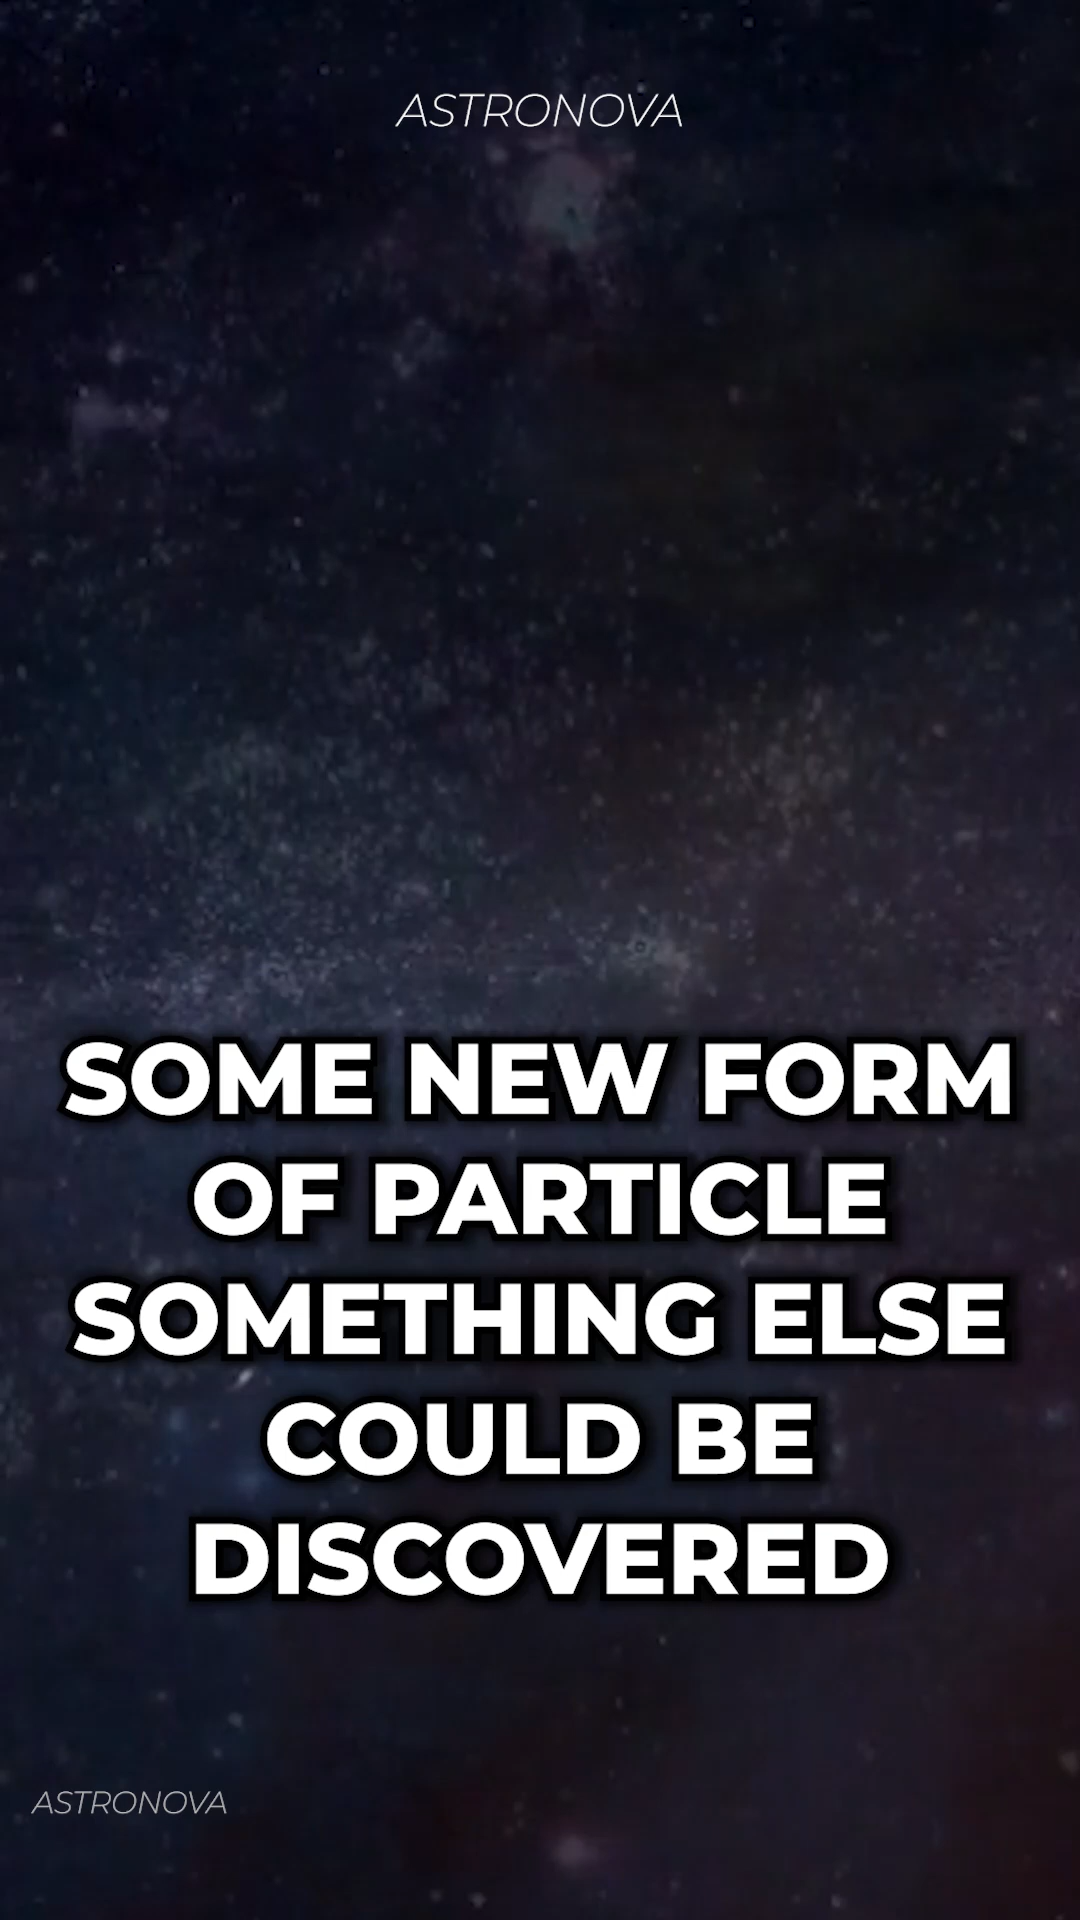 ASTRONOVA
SOME NEW FORM
OF PARTICLE
SOMETHING ELSE
COULD BE
DISCOVERED
ASTRONOVA